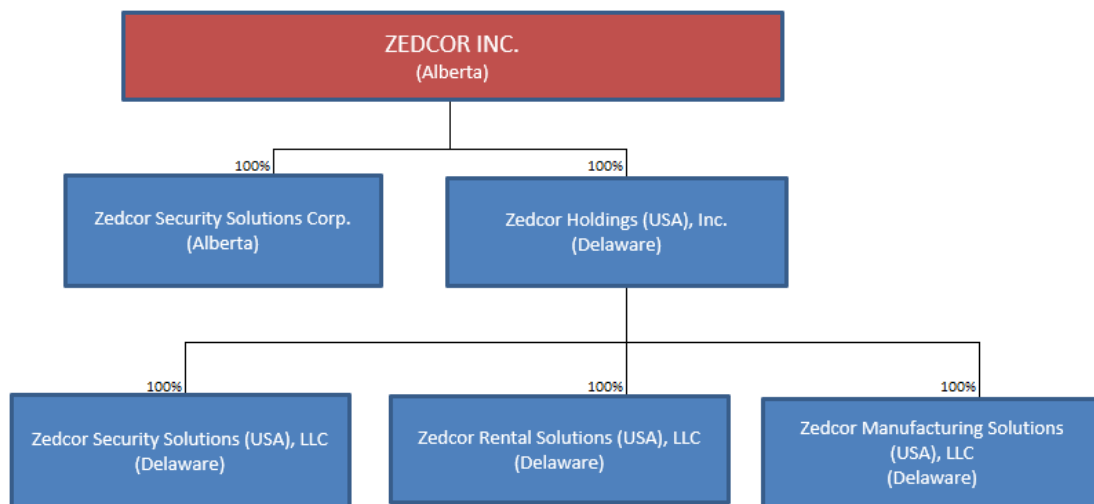 ZEDCOR INC.
(Alberta)
100%
100%
Zedcor Security Solutions Corp.
(Alberta)
Zedcor Holdings (USA), Inc.
(Delaware)
100%
100%
100%
Zedcor Security Solutions (USA), LLC
(Delaware)
Zedcor Rental Solutions (USA), LLC
(Delaware)
Zedcor Manufacturing Solutions
(USA), LLC
(Delaware)